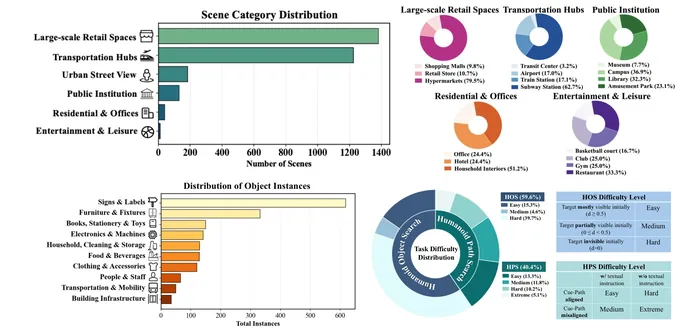 Scene Category Distribution
Large-scale Retail Spaces
Transportation Hubs
Urban Street View
Public Institution
Residential & Offices
Entertainment & Leisure
0 200 400 600 800 1000 1200 1400
Number of Scenes
Large-scale Retail Spaces
Shopping Malls (9.8%)
Retail Store (10.7%)
Hypermarkets (79.5%)
Transportation Hubs
Transit Center (3.2%)
Airport (17.0%)
Train Station (17.1%)
Subway Station (62.7%)
Public Institution
Museum (7.7%)
Campus (36.9%)
Library (32.3%)
Amusement Park (23.1%)
Residential & Offices
Office (24.4%)
Hotel (24.4%)
Household Interiors (51.2%)
Entertainment & Leisure
Basketball court (16.7%)
Club (25.0%)
Gym (25.0%)
Restaurant (33.3%)
Distribution of Object Instances
Signs & Labels
Furniture & Fixtures
Books, Stationery & Toys
Electronics & Machines
Household, Cleaning & Storage
Food & Beverages
Clothing & Accessories
People & Staff
Transportation & Mobility
Building Infrastructure
0 100 200 300 400 500 600
Total Instances
Task Difficulty
Distribution
Humanoid Object Search
Humanoid Path Search
HOS (59.6%)
Easy (15.3%)
Medium (4.6%)
Hard (39.7%)
HPS (40.4%)
Easy (13.3%)
Medium (11.8%)
Hard (10.2%)
Extreme (5.1%)
HOS Difficulty Level
Target mostly visible initially
(d ≥ 0.5)
Easy
Target partially visible initially
(0 ≤ d < 0.5)
Medium
Target invisible initially
(d<0)
Hard
HPS Difficulty Level
w/ textual
instruction
w/o textual
instruction
Cue-Path
aligned
Easy
Hard
Cue-Path
misaligned
Medium
Extreme